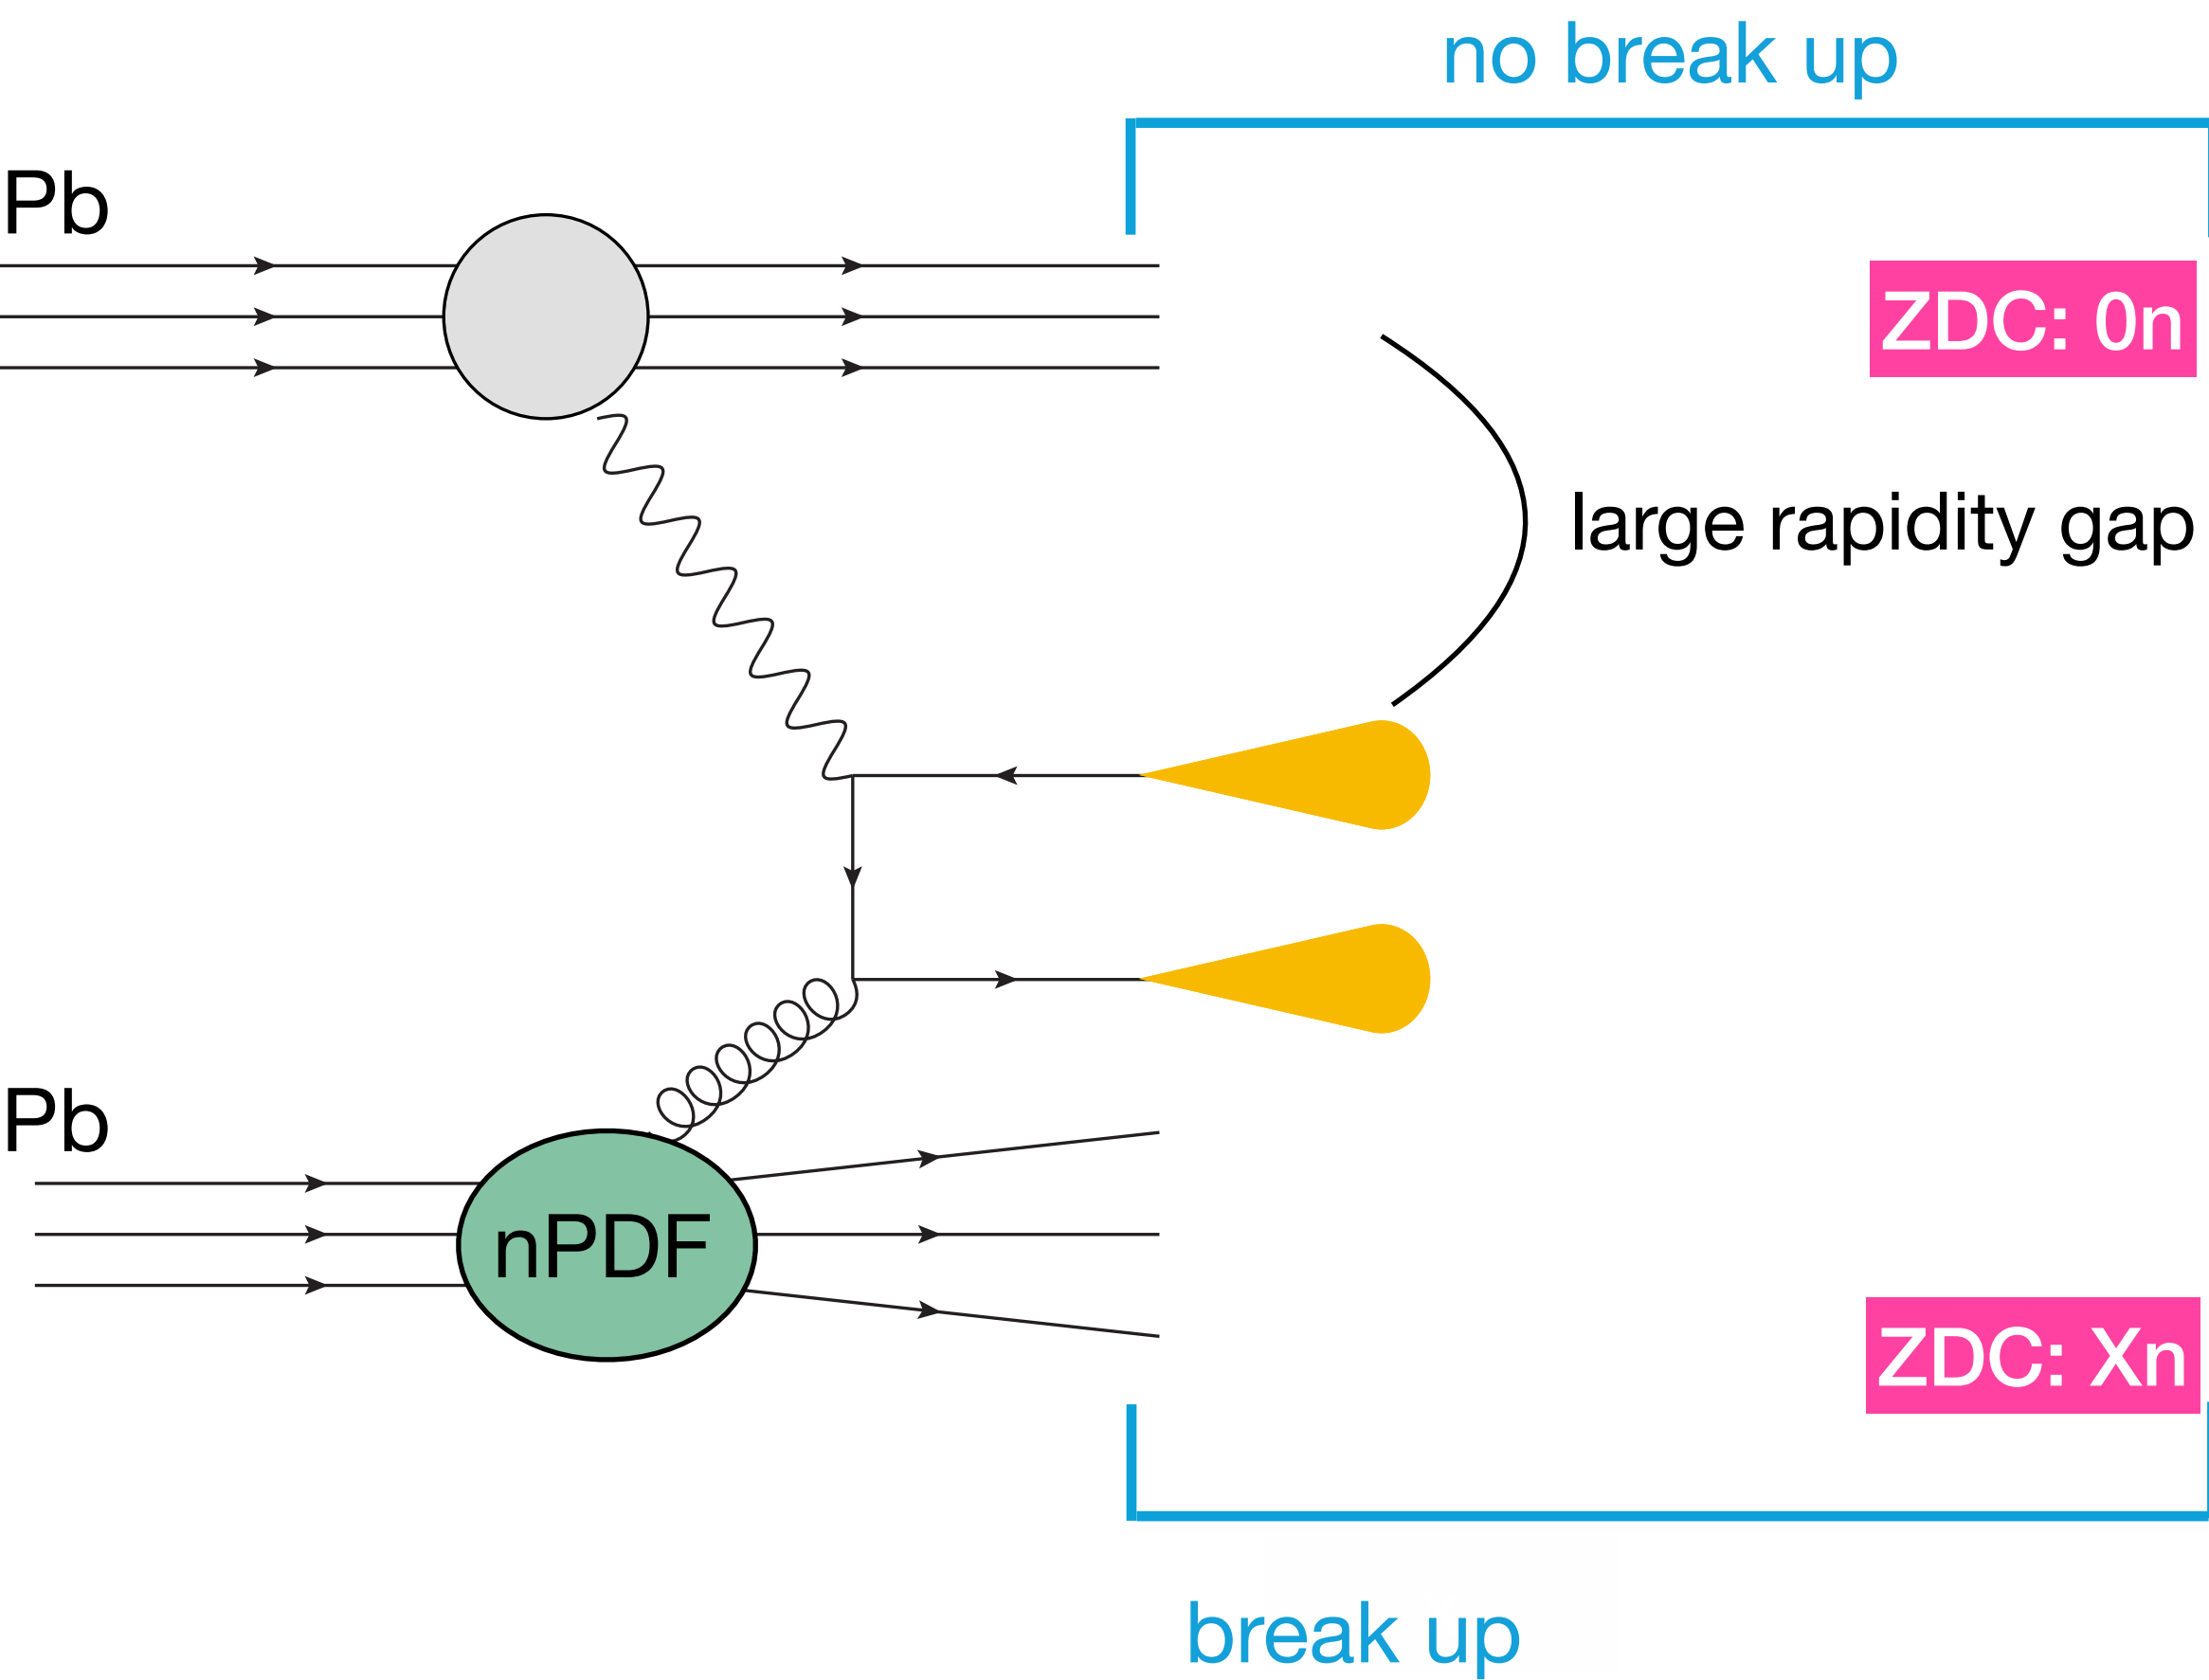 no break up
Pb
ZDC: 0n
large rapidity gap
Pb
nPDF
ZDC: Xn
break up